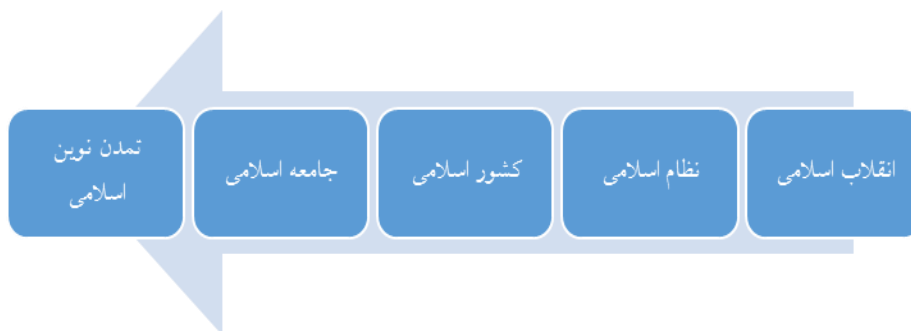 انقلاب اسلامی
نظام اسلامی
کشور اسلامی
جامعه اسلامی
تمدن نوین
اسلامی